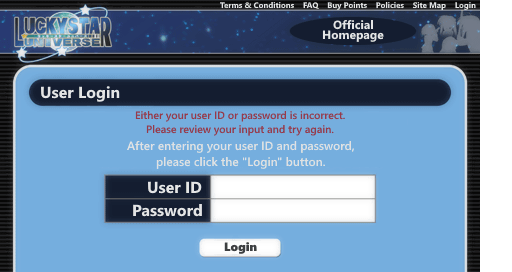 Terms & Conditions FAQ Buy Points Policies Site Map Login
LUCKYSTAR
UNIVERSE
Official
Homepage
User Login
Either your user ID or password is incorrect.
Please review your input and try again.
After entering your user ID and password,
please click the "Login" button.
User ID
Password
Login